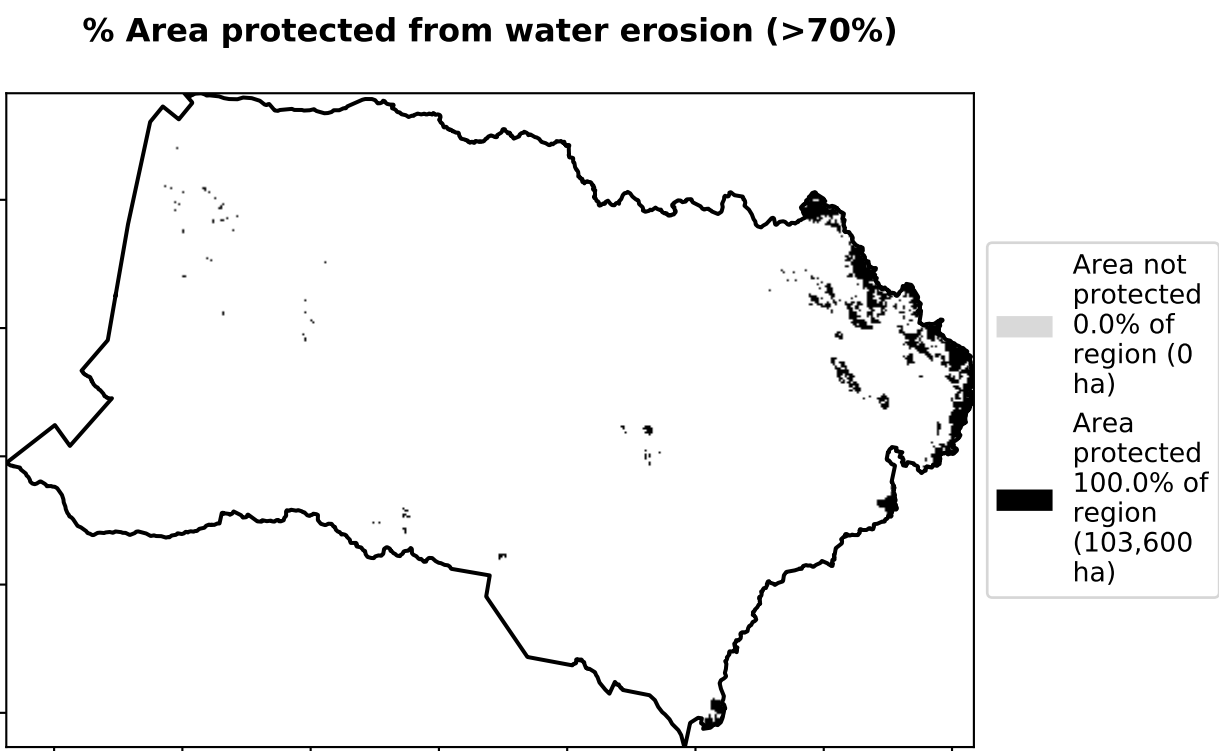 % Area protected from water erosion (>70%)
Area not
protected
0.0% of
region (0
ha)
Area
protected
100.0% of
region
(103,600
ha)